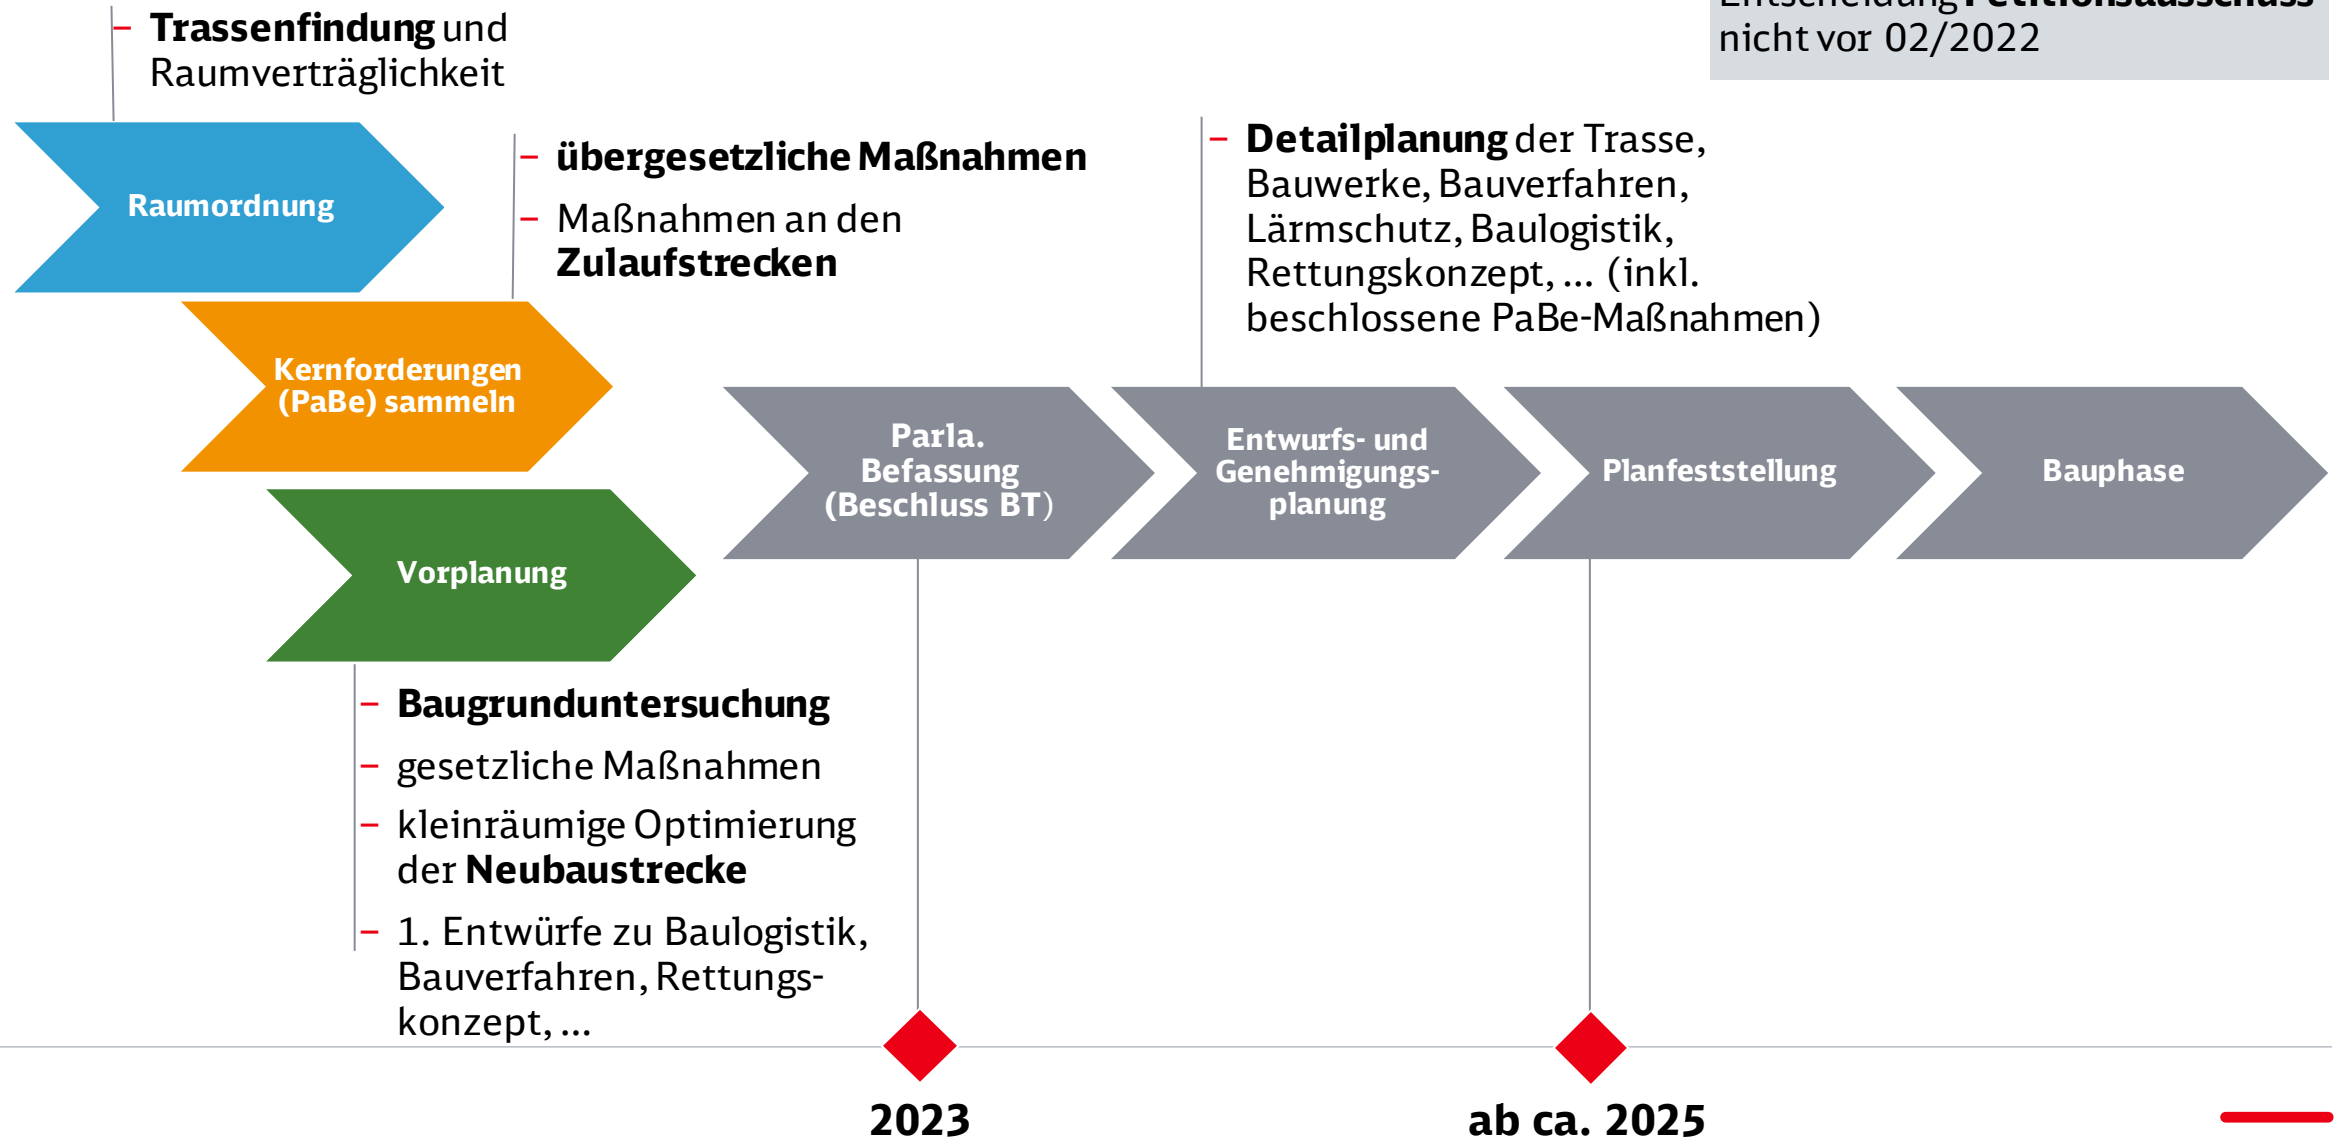 – Trassenfindung und
Raumverträglichkeit
Entscheidung Petitionsausschuss
nicht vor 02/2022
Raumordnung
– übergesetzliche Maßnahmen
– Maßnahmen an den
Zulaufstrecken
– Detailplanung der Trasse,
Bauwerke, Bauverfahren,
Lärmschutz, Baulogistik,
Rettungskonzept, ... (inkl.
beschlossene PaBe-Maßnahmen)
Kernforderungen
(PaBe) sammeln
Parla.
Befassung
(Beschluss BT)
Entwurfs- und
Genehmigungs-
planung
Planfeststellung
Bauphase
Vorplanung
– Baugrunduntersuchung
– gesetzliche Maßnahmen
– kleinräumige Optimierung
der Neubaustrecke
– 1. Entwürfe zu Baulogistik,
Bauverfahren, Rettungs-
konzept, ...
2023
ab ca. 2025